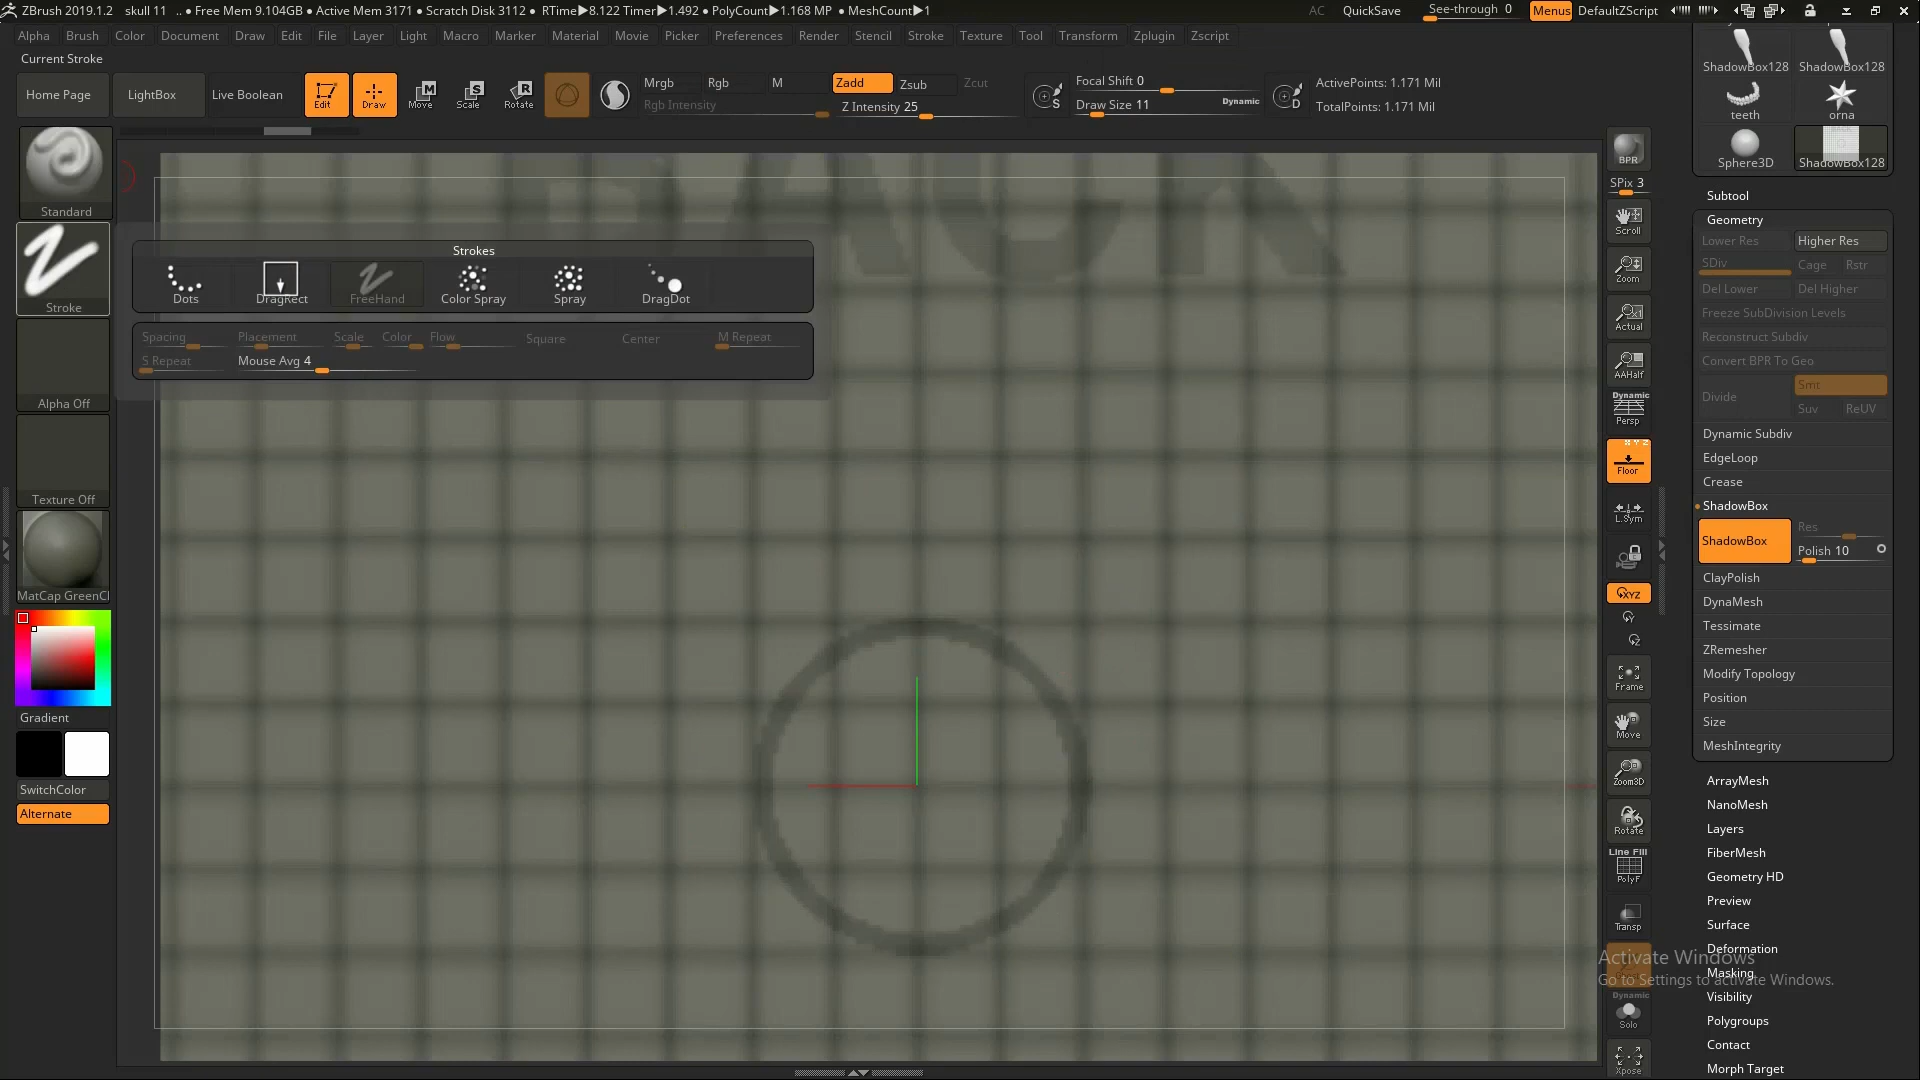 ZBrush 2019.1.2 skull 11 .. • Free Mem 9.104GB • Active Mem 3171 • Scratch Disk 3112 • RTime▶8.122 Timer▶1.492 • PolyCount▶1.168 MP • MeshCount▶1 AC QuickSave See-through 0 Menus DefaultZScript
Alpha Brush Color Document Draw Edit File Layer Light Macro Marker Material Movie Picker Preferences Render Stencil Stroke Texture Tool Transform Zplugin Zscript
Current Stroke
Home Page LightBox Live Boolean Edit Draw Move Scale Rotate
Mrgb Rgb M Zadd Zsub Zcut
Rgb Intensity Z Intensity 25
Focal Shift 0
Draw Size 11 Dynamic
ActivePoints: 1.171 Mil
TotalPoints: 1.171 Mil
Standard
Stroke
Alpha Off
Texture Off
MatCap GreenCl
Gradient
SwitchColor
Alternate
Strokes
Dots DragRect FreeHand Color Spray Spray DragDot
Spacing Placement Scale Color Flow Square Center M Repeat
S Repeat Mouse Avg 4
BACK
BPR
SPix 3
Scroll
Zoom
Actual
AAHalf
Dynamic
Persp
Floor
L.Sym
XYZ
Frame
Move
Zoom3D
Rotate
Line Fill
PolyF
Transp
Dynamic
Solo
Xpose
ShadowBox128 ShadowBox128
teeth orna
Sphere3D ShadowBox128
Subtool
Geometry
Lower Res Higher Res
SDiv Cage Rstr
Del Lower Del Higher
Freeze SubDivision Levels
Reconstruct Subdiv
Convert BPR To Geo
Divide Smt
Suv ReUV
Dynamic Subdiv
EdgeLoop
Crease
ShadowBox
ShadowBox Res
Polish 10
ClayPolish
DynaMesh
Tessimate
ZRemesher
Modify Topology
Position
Size
MeshIntegrity
ArrayMesh
NanoMesh
Layers
FiberMesh
Geometry HD
Preview
Surface
Deformation
Masking
Visibility
Polygroups
Contact
Morph Target
Activate Windows
Go to Settings to activate Windows.